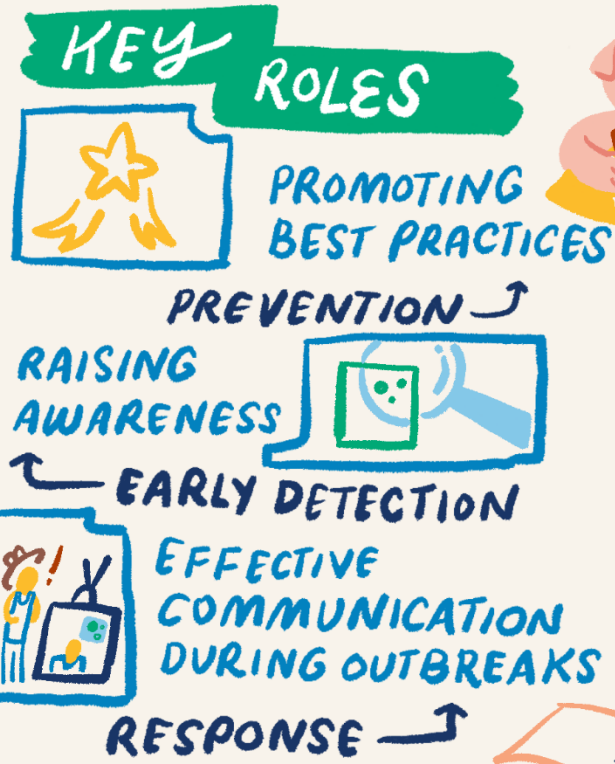 KEY
ROLES
PROMOTING
BEST PRACTICES
PREVENTION
RAISING
AWARENESS
EARLY DETECTION
!
EFFECTIVE
COMMUNICATION
DURING OUTBREAKS
RESPONSE